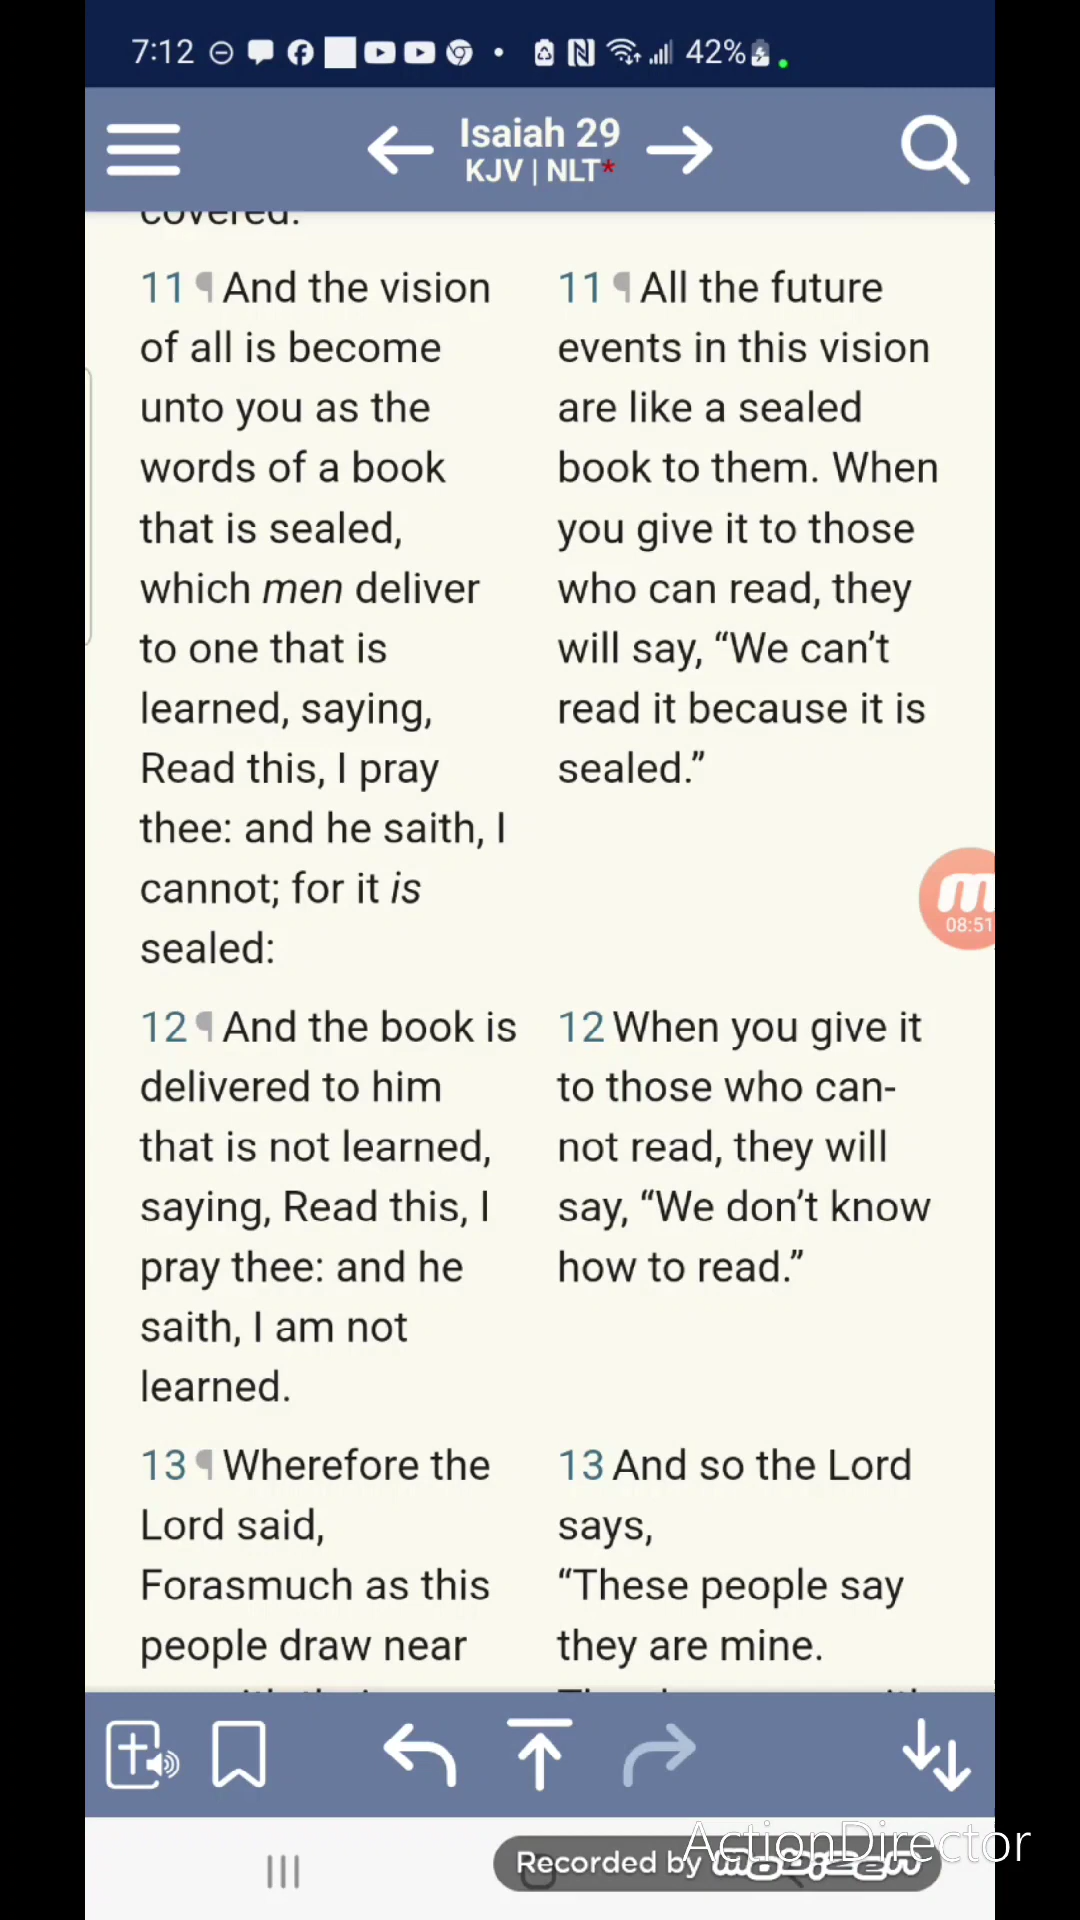 7:12
42%
Isaiah 29
KJV | NLT*
covered.
11 ¶ And the vision
of all is become
unto you as the
words of a book
that is sealed,
which men deliver
to one that is
learned, saying,
Read this, I pray
thee: and he saith, I
cannot; for it is
sealed:
12 ¶ And the book is
delivered to him
that is not learned,
saying, Read this, I
pray thee: and he
saith, I am not
learned.
13 ¶ Wherefore the
Lord said,
Forasmuch as this
people draw near
11 ¶ All the future
events in this vision
are like a sealed
book to them. When
you give it to those
who can read, they
will say, “We can’t
read it because it is
sealed.”
12 When you give it
to those who can-
not read, they will
say, “We don’t know
how to read.”
13 And so the Lord
says,
“These people say
they are mine.
m
08:51
ActionDirector
Recorded by mobizen